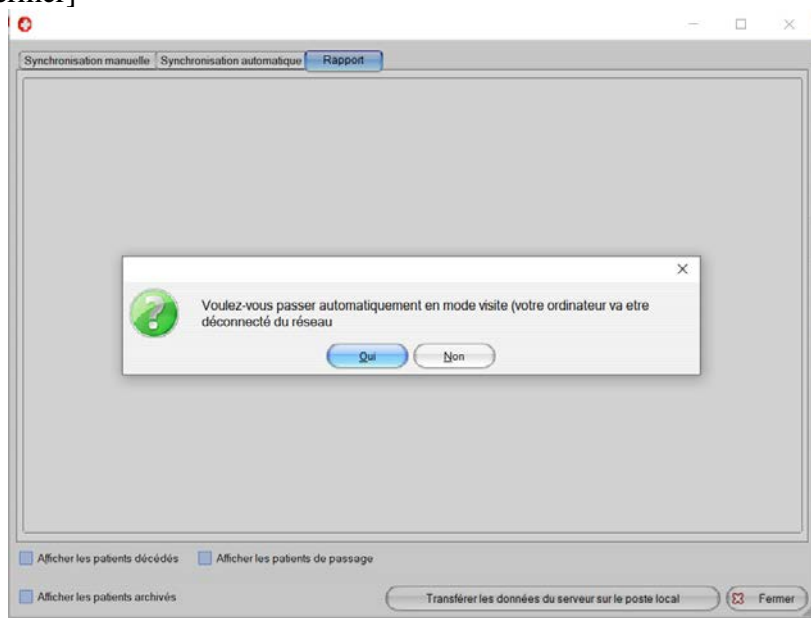 Synchronisation manuelle Synchronisation automatique Rapport
Voulez-vous passer automatiquement en mode visite (votre ordinateur va etre
déconnecté du réseau
Oui Non
Afficher les patients décédés Afficher les patients de passage
Afficher les patients archivés Transférer les données du serveur sur le poste local Fermer